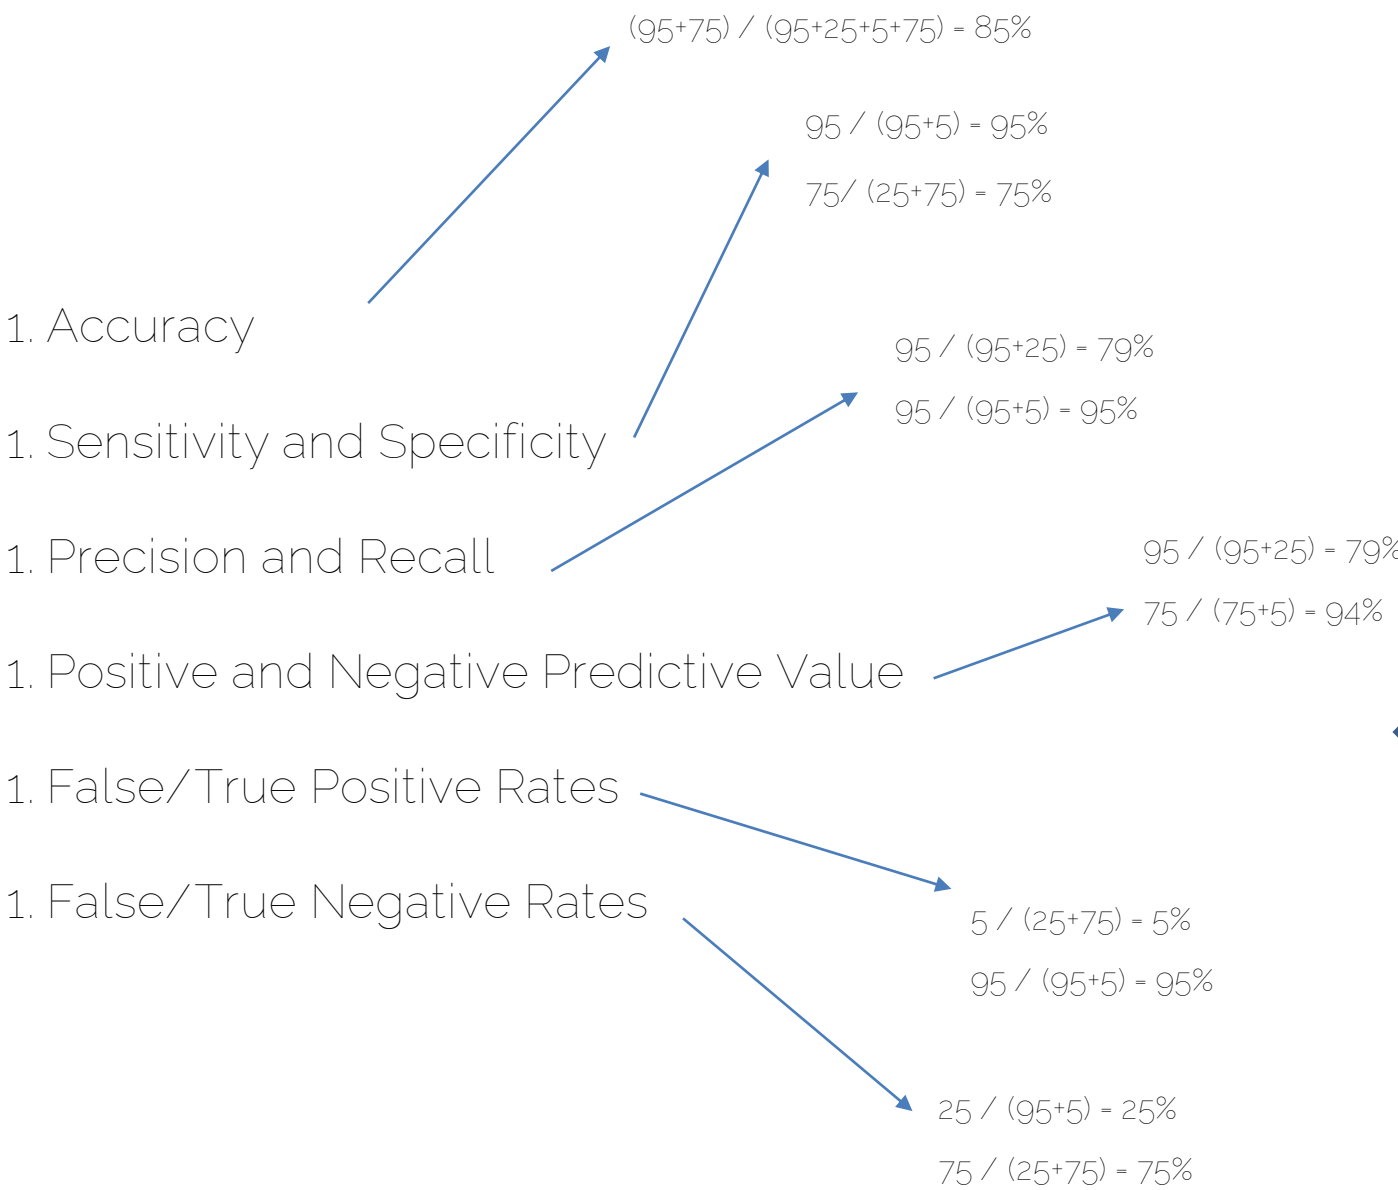 (95+75) / (95+25+5+75) = 85%
95 / (95+5) = 95%
75/ (25+75) = 75%
1. Accuracy
95 / (95+25) = 79%
95 / (95+5) = 95%
1. Sensitivity and Specificity
1. Precision and Recall
95 / (95+25) = 79%
75 / (75+5) = 94%
1. Positive and Negative Predictive Value
1. False/True Positive Rates
1. False/True Negative Rates
5 / (25+75) = 5%
95 / (95+5) = 95%
25 / (95+5) = 25%
75 / (25+75) = 75%